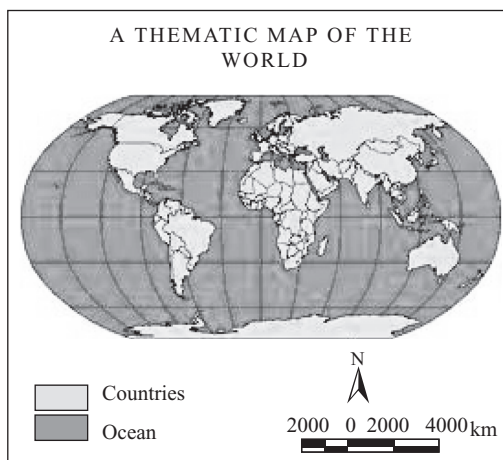 A THEMATIC MAP OF THE
WORLD
N
Countries
Ocean
2000 0 2000 4000 km